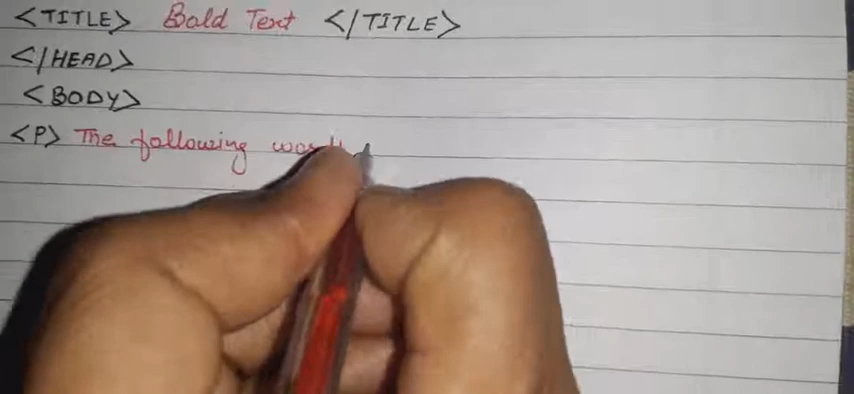 <TITLE> Bold Text </TITLE>
</HEAD>
<BODY>
<P> The following